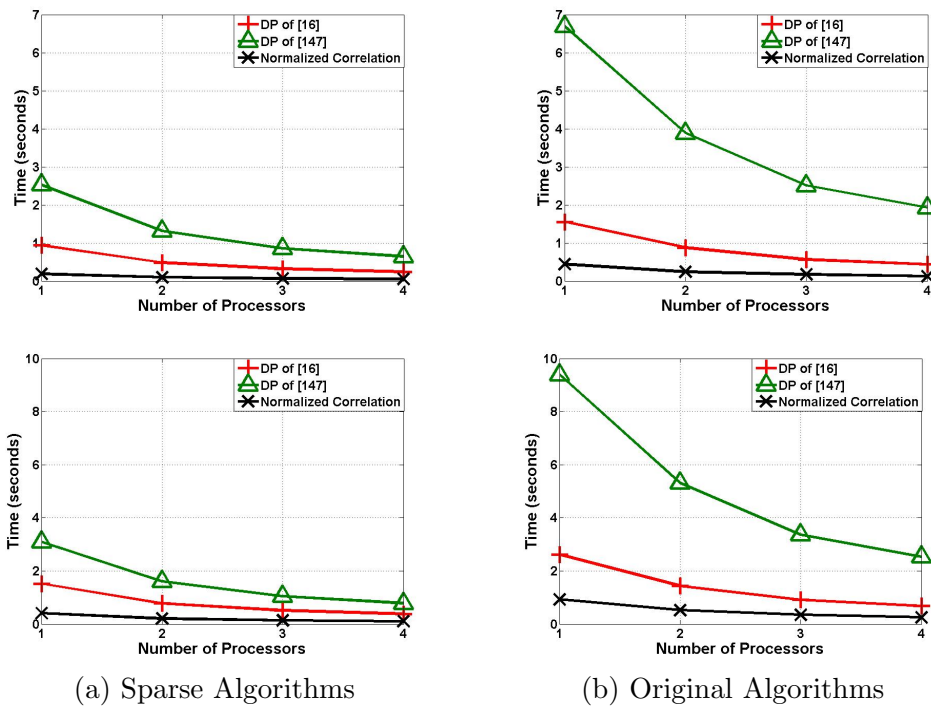 7
6
5
4
3
2
1
0
Time (seconds)
DP of [16]
DP of [147]
Normalized Correlation
1 2 3 4
Number of Processors
7
6
5
4
3
2
1
0
Time (seconds)
DP of [16]
DP of [147]
Normalized Correlation
1 2 3 4
Number of Processors
10
8
6
4
2
0
Time (seconds)
DP of [16]
DP of [147]
Normalized Correlation
1 2 3 4
Number of Processors
10
8
6
4
2
0
Time (seconds)
DP of [16]
DP of [147]
Normalized Correlation
1 2 3 4
Number of Processors
(a) Sparse Algorithms
(b) Original Algorithms